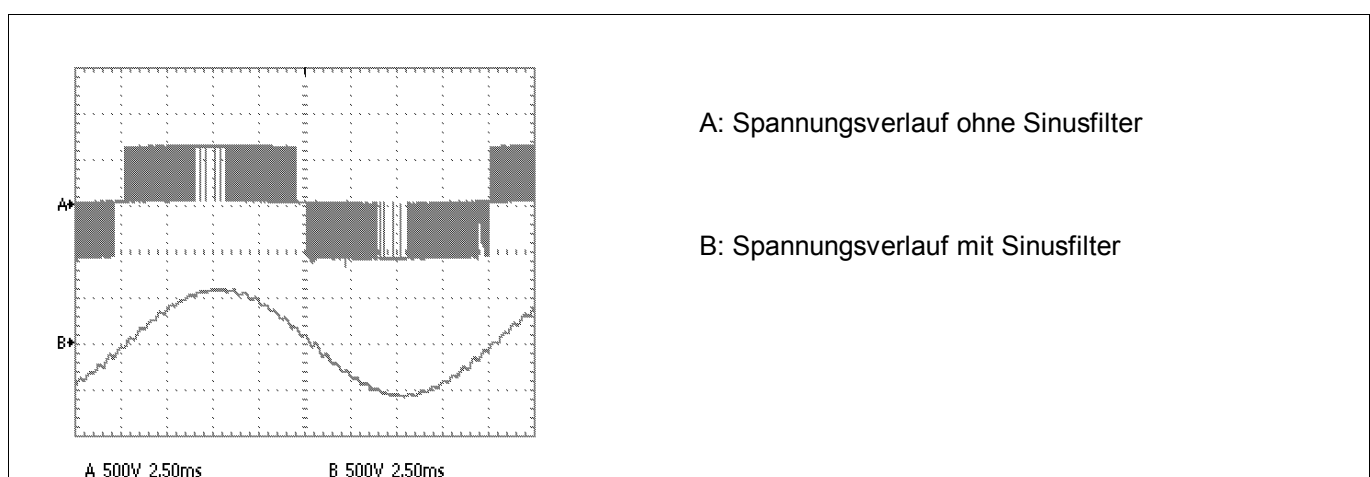 A: Spannungsverlauf ohne Sinusfilter
A
B: Spannungsverlauf mit Sinusfilter
B
A 500V 2.50ms B 500V 2.50ms